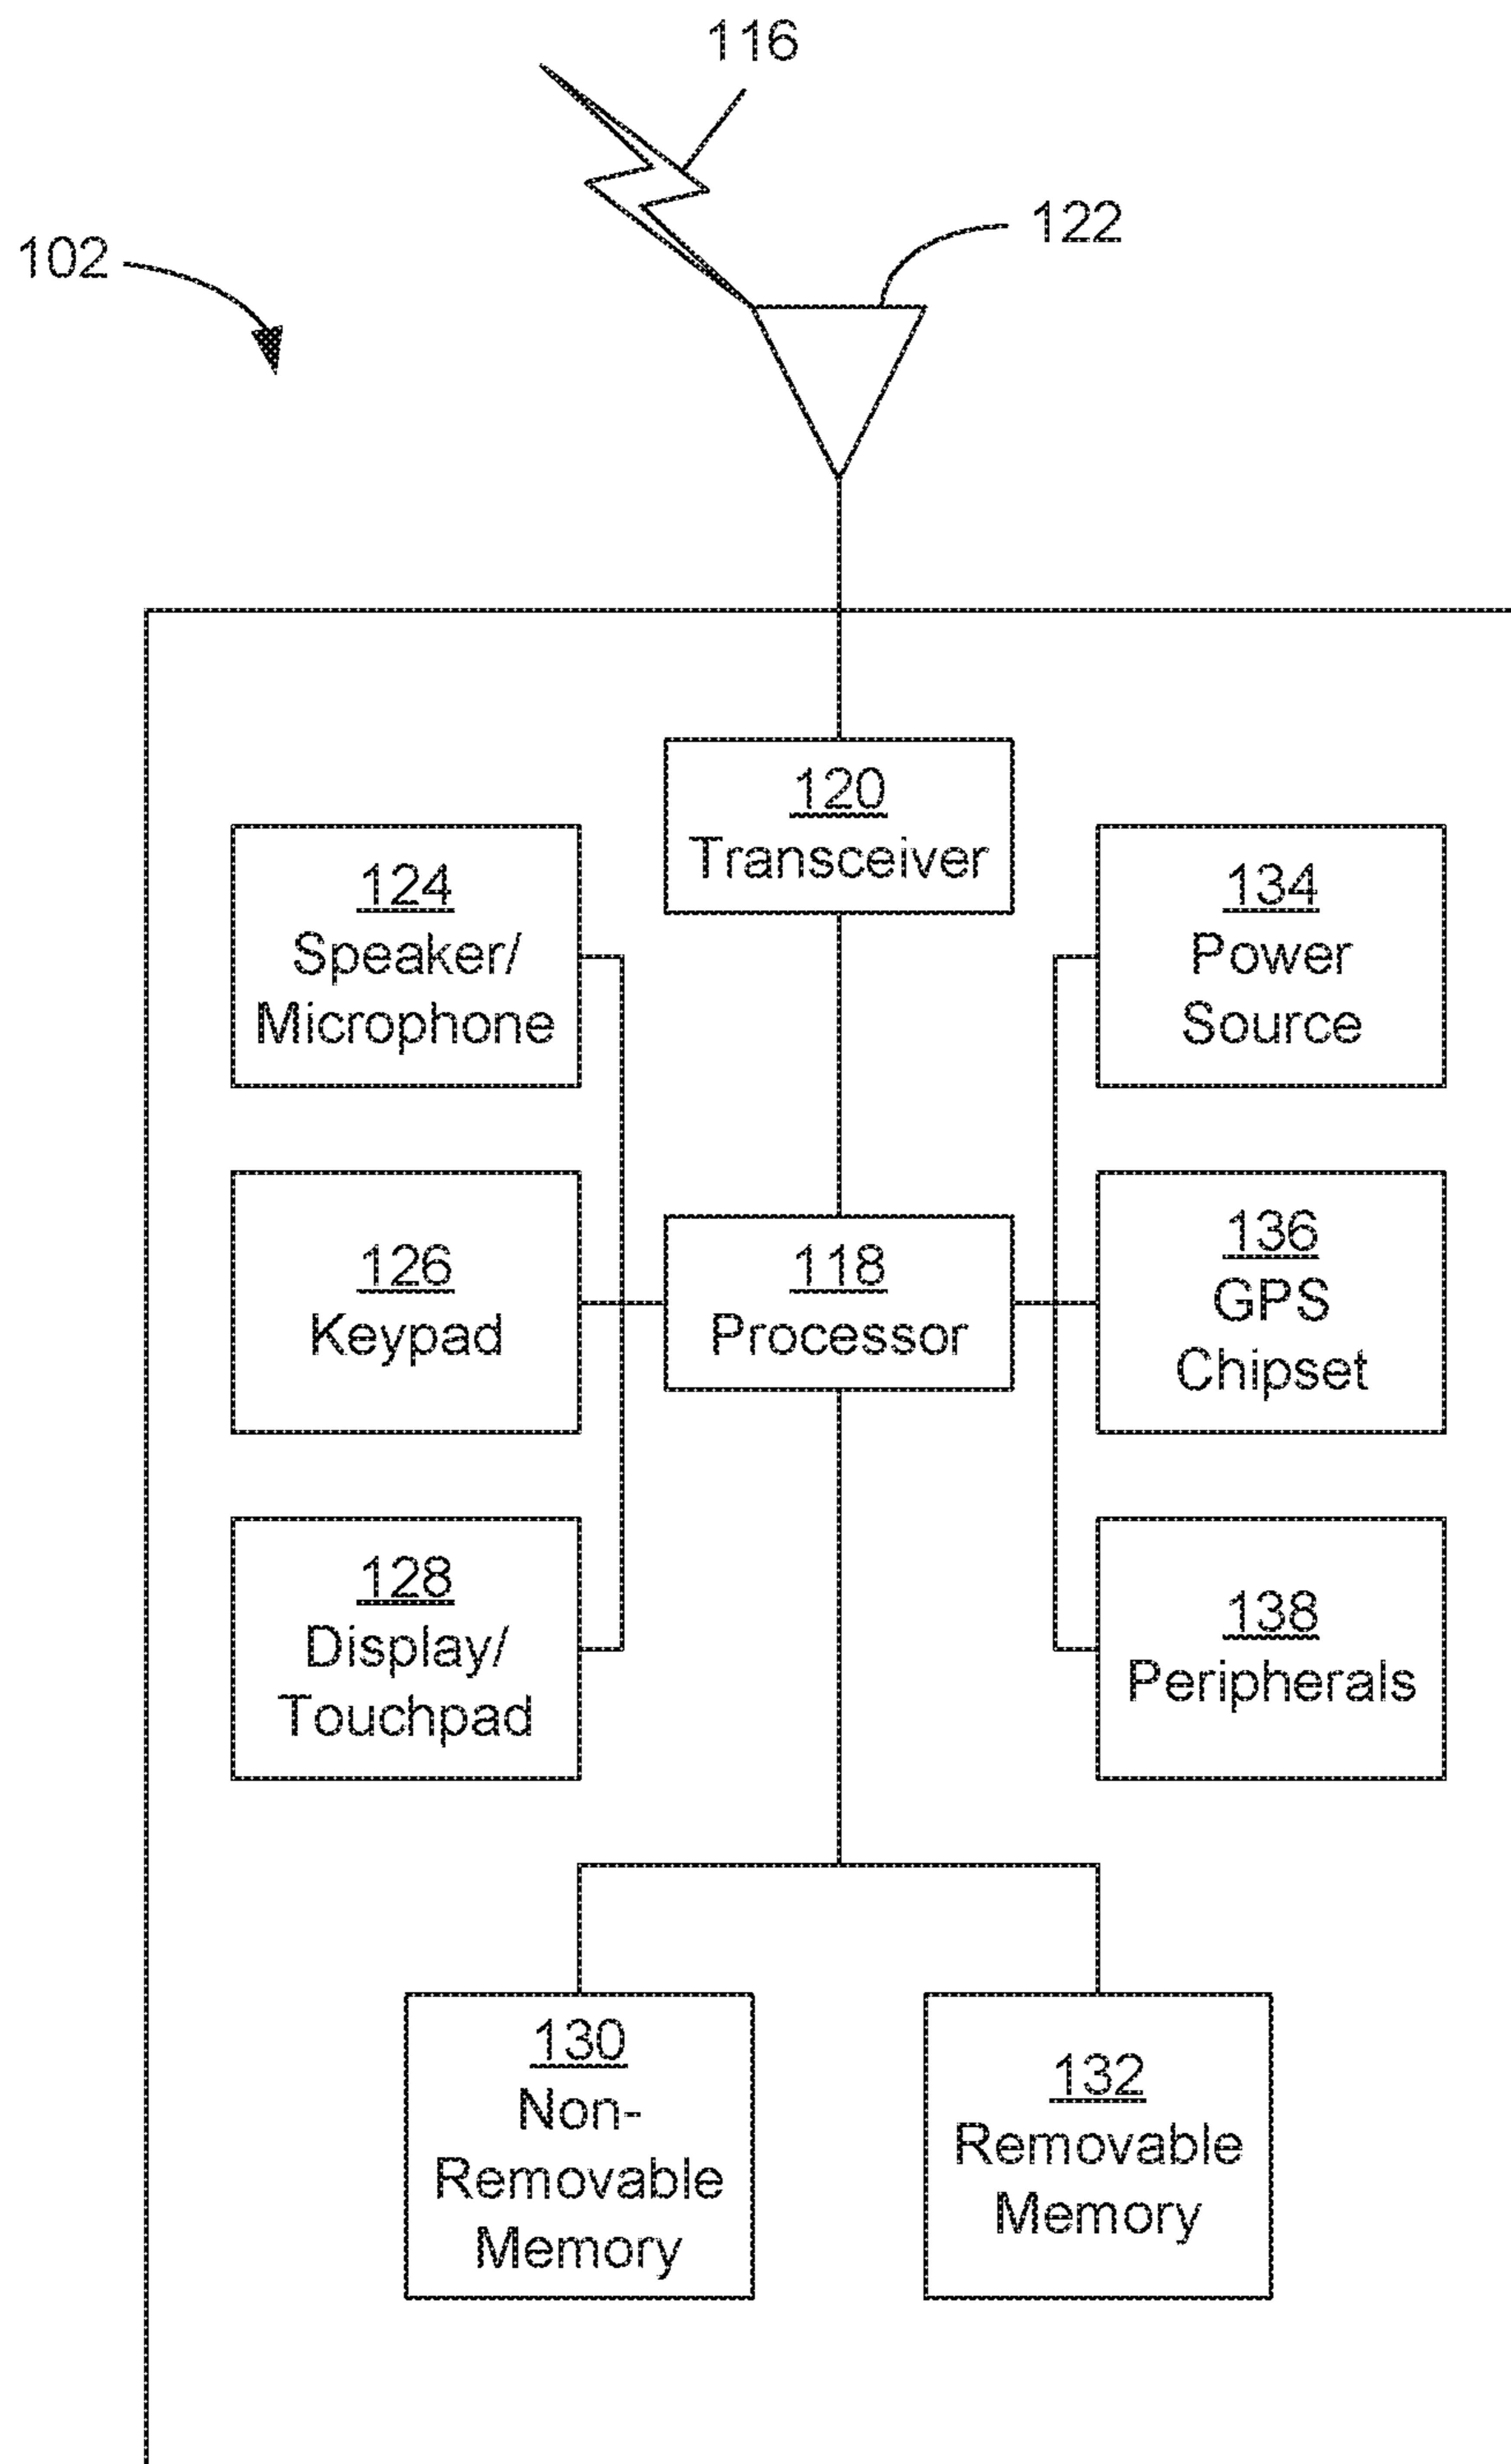 116
122
102
120
Transceiver
124
Speaker/
Microphone
134
Power
Source
126
Keypad
118
Processor
136
GPS
Chipset
128
Display/
Touchpad
138
Peripherals
130
Non-
Removable
Memory
132
Removable
Memory